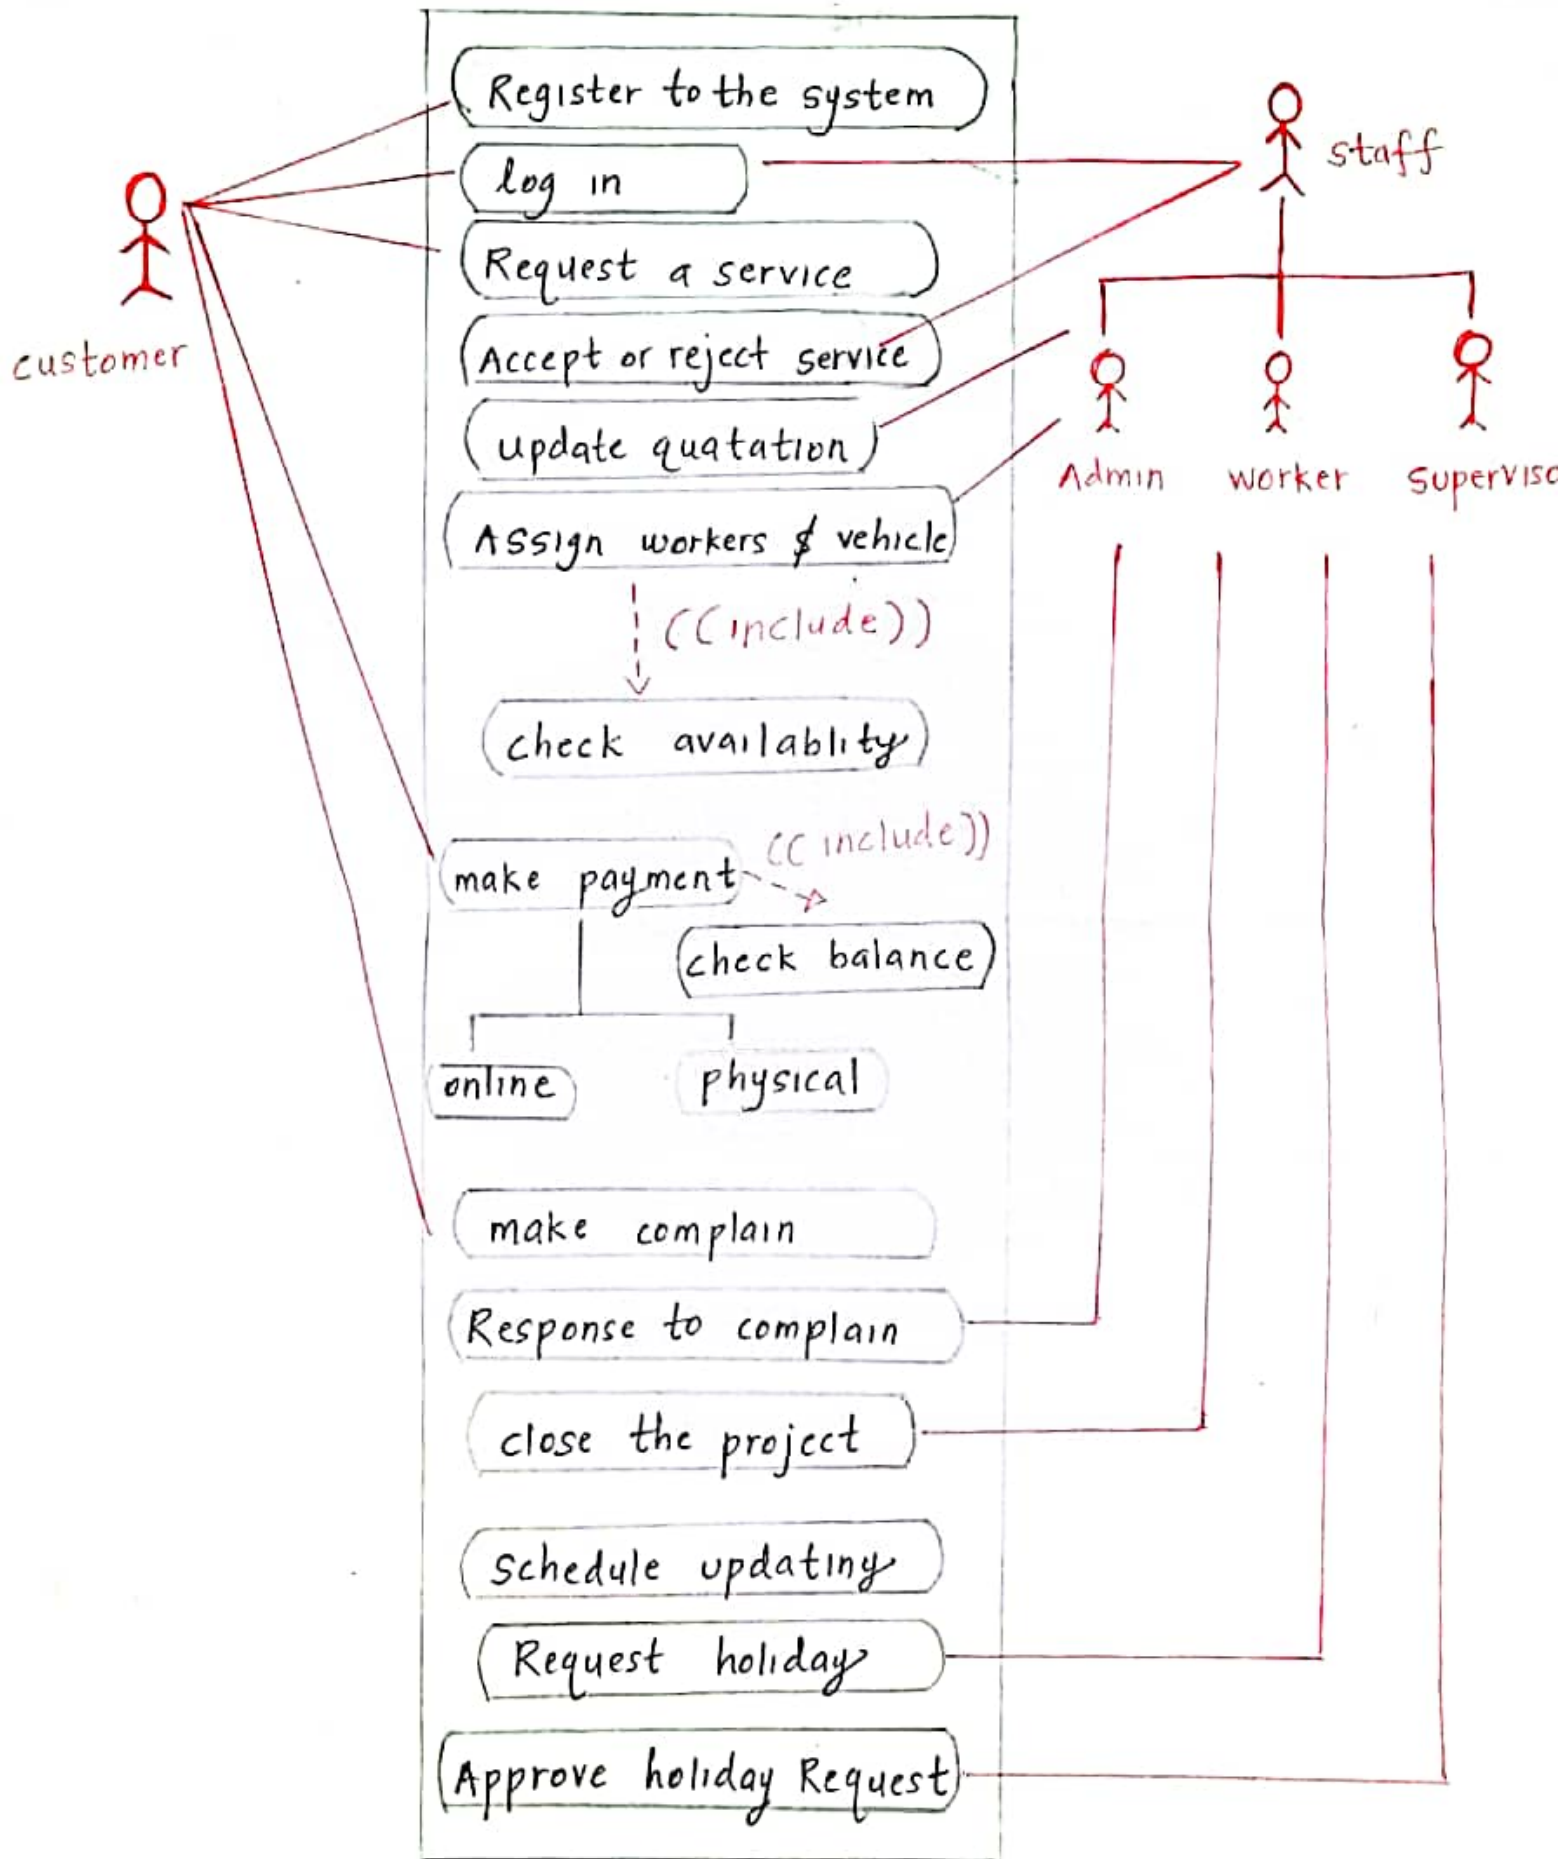 Register to the system
staff
log in
Request a service
customer
Accept or reject service
update quatation
Admin
worker
Superviso
Assign workers & vehicle
((include))
check availablity
((include))
make payment
check balance
online
physical
make complain
Response to complain
close the project
Schedule updating
Request holiday
Approve holiday Request